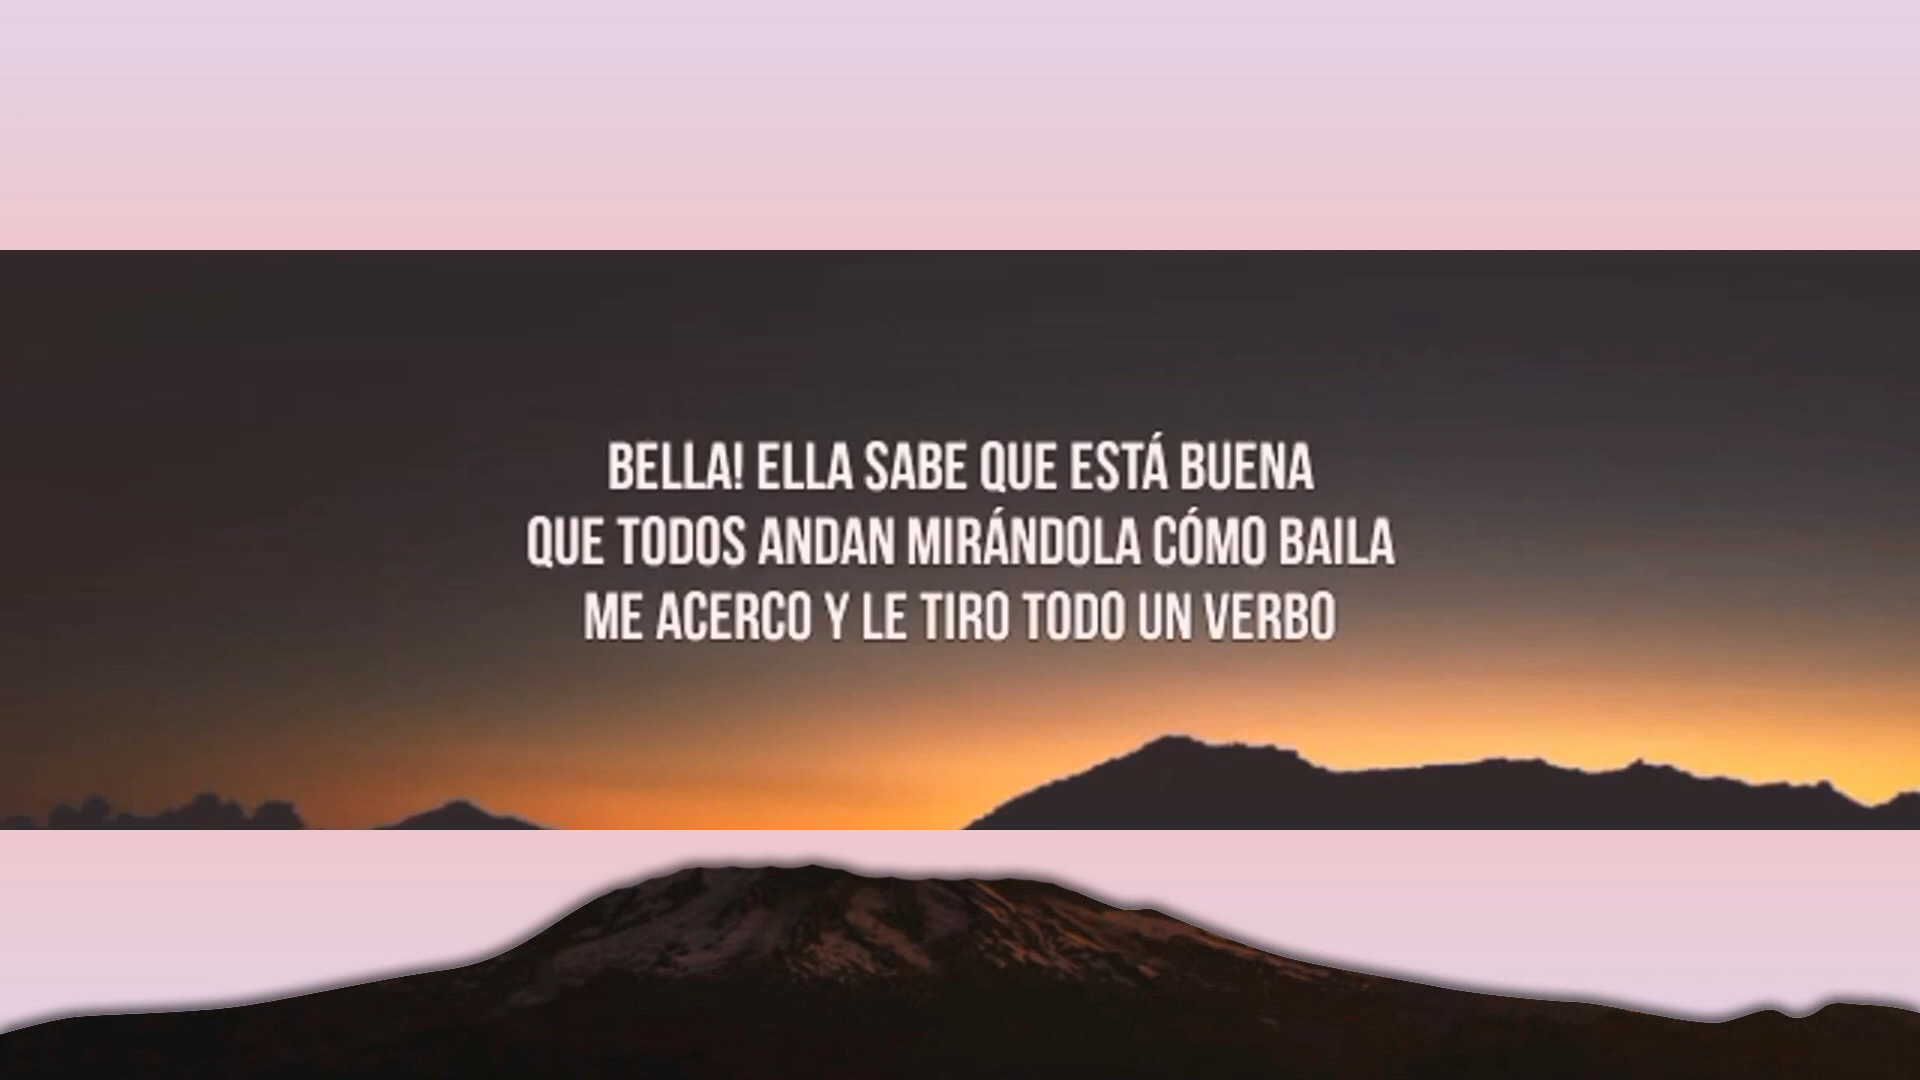 BELLA! ELLA SABE QUE ESTÁ BUENA
QUE TODOS ANDAN MIRÁNDOLA CÓMO BAILA
ME ACERCO Y LE TIRO TODO UN VERBO